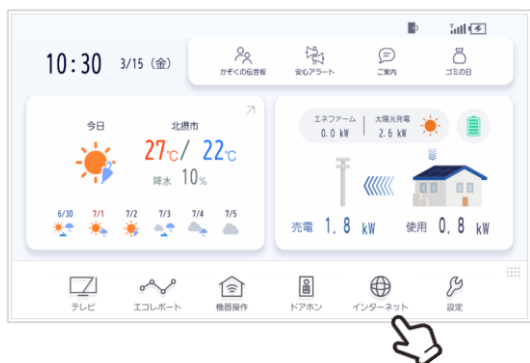 10:30 3/15 (金)
かぞくの伝言板 安心アラート ご案内 ゴミの日
今日 北摂市
27℃/ 22℃
降水 10%
6/30 7/1 7/2 7/3 7/4 7/5
エネファーム 太陽光発電
0.0 kW 2.6 kW
売電 1.8 kW 使用 0.8 kW
テレビ エコレポート 機器操作 ドアホン インターネット 設定